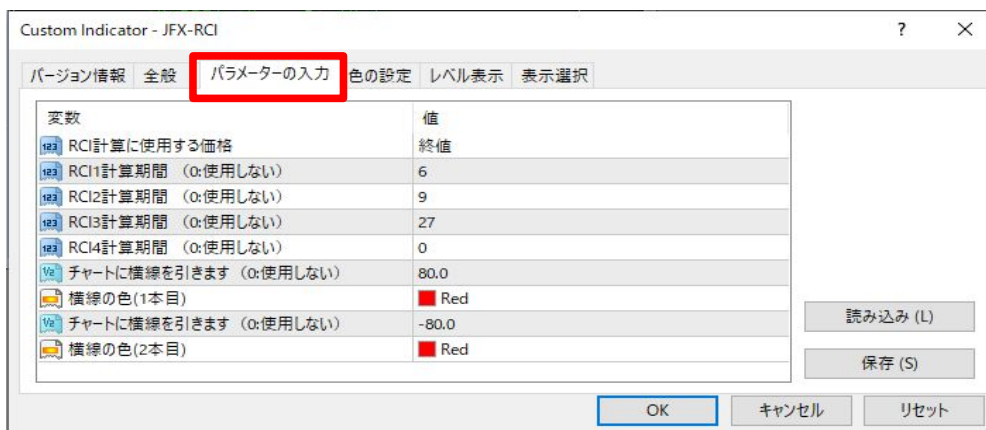 Custom Indicator - JFX-RCI ? ×
バージョン情報 全般 パラメーターの入力 色の設定 レベル表示 表示選択
変数 値
RCI計算に使用する価格 終値
RCI1計算期間 (0:使用しない) 6
RCI2計算期間 (0:使用しない) 9
RCI3計算期間 (0:使用しない) 27
RCI4計算期間 (0:使用しない) 0
チャートに横線を引きます (0:使用しない) 80.0
横線の色(1本目) Red
チャートに横線を引きます (0:使用しない) -80.0
横線の色(2本目) Red
読み込み (L)
保存 (S)
OK キャンセル リセット